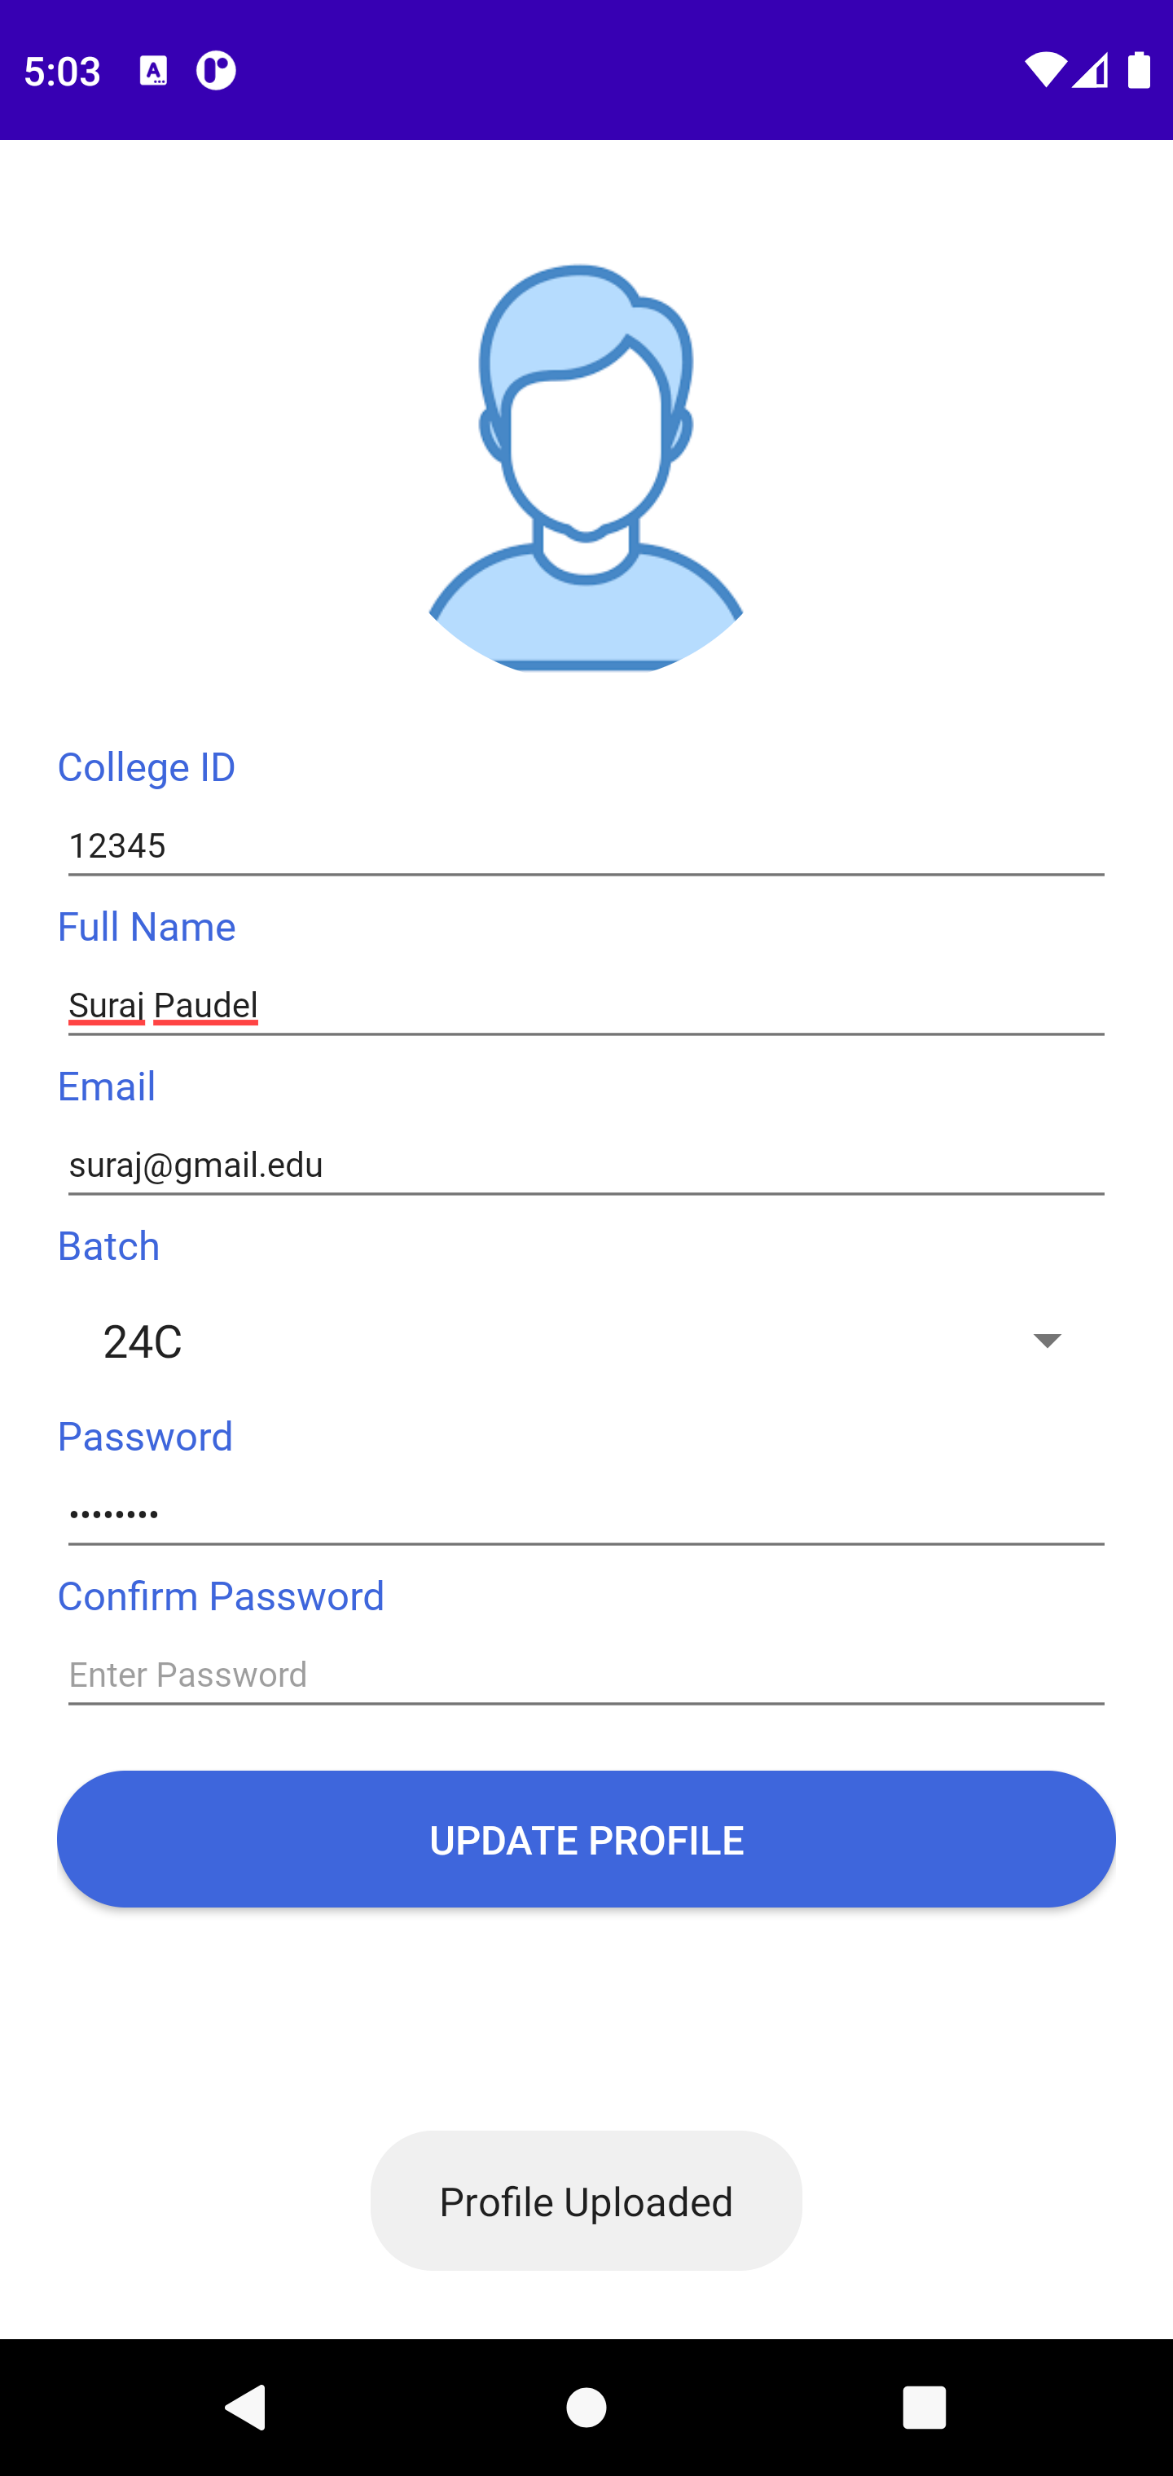 5:03
College ID
12345
Full Name
Suraj Paudel
Email
suraj@gmail.edu
Batch
24C
Password
••••••••
Confirm Password
Enter Password
UPDATE PROFILE
Profile Uploaded